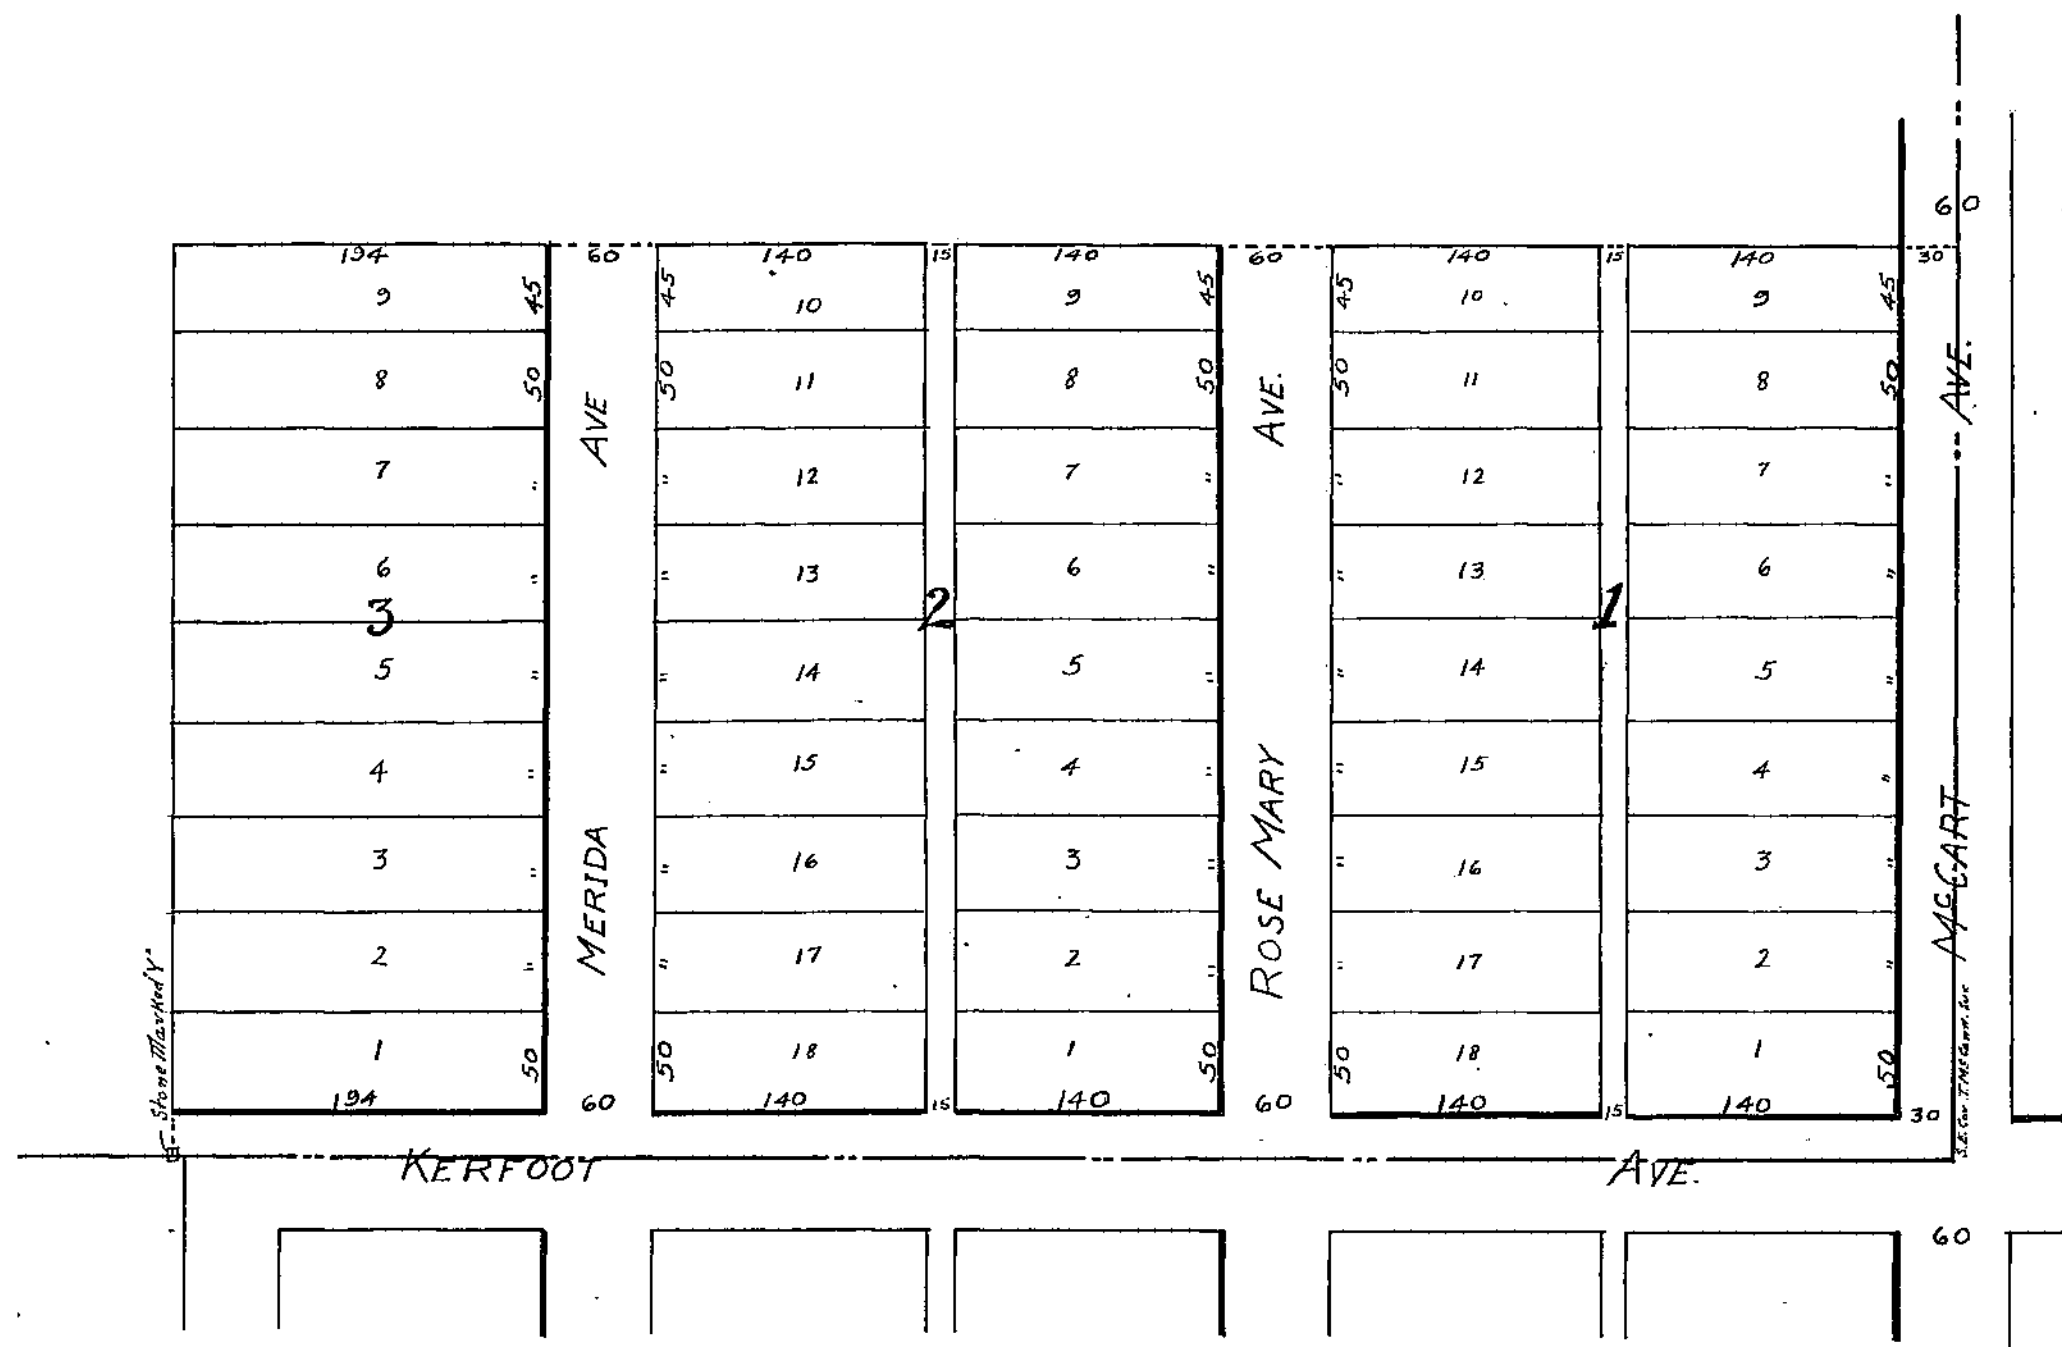 6 0
194 60 140 15 140 60 140 15 140 30
9 45 45 10 9 45 45 10 9 45
8 50 50 11 8 50 50 11 8 50
AVE AVE. AVE.
7 " " 12 7 " " 12 7 "
6 " " 13 6 " " 13 6 "
3 2 1
5 " " 14 5 " " 14 5 "
4 " " 15 4 " " 15 4 "
MERIDA ROSE MARY McCART
3 " " 16 3 " " 16 3 "
2 " " 17 2 " " 17 2 "
1 50 50 18 1 50 50 18 1 50
194 60 140 15 140 60 140 15 140 30
Stone Marked "Y"
S.E. Cor. Sur
KERFOOT AVE.
60